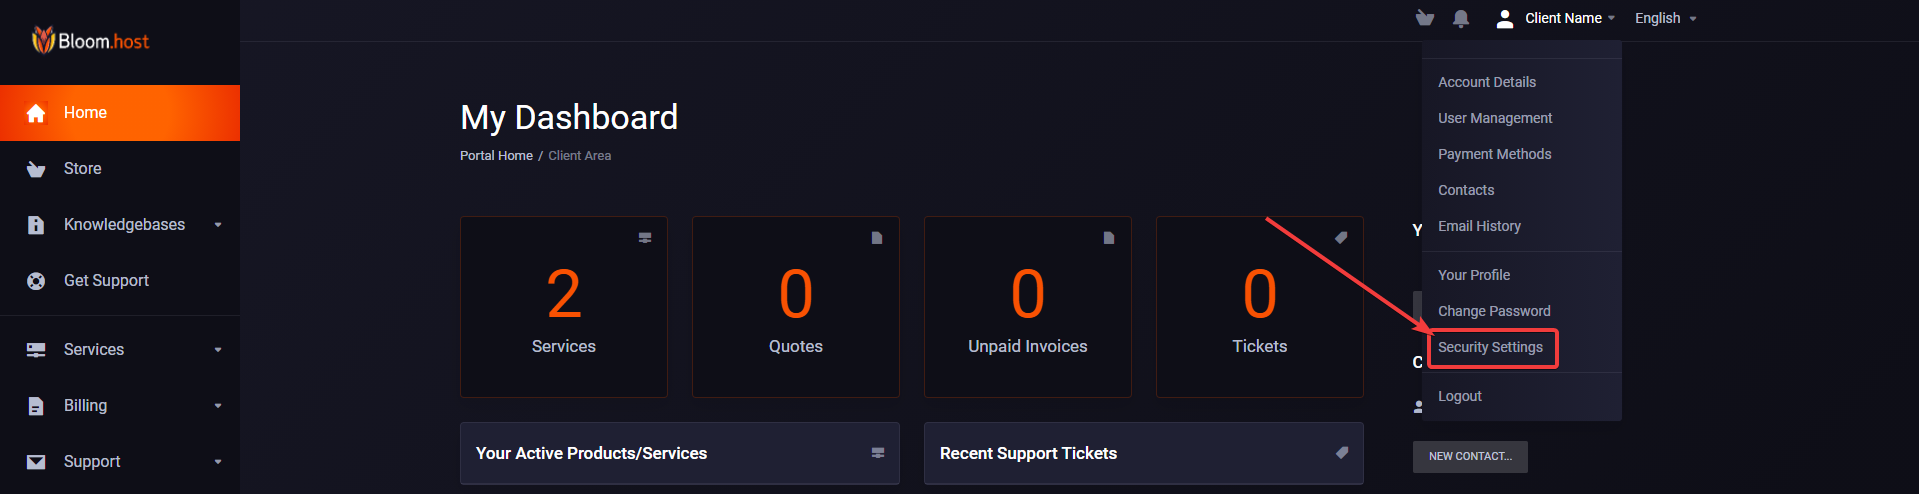 Bloom.host
Client Name
English
Home
Store
Knowledgebases
Get Support
Services
Billing
Support
My Dashboard
Portal Home / Client Area
2
Services
0
Quotes
0
Unpaid Invoices
0
Tickets
Your Active Products/Services
Recent Support Tickets
Account Details
User Management
Payment Methods
Contacts
Email History
Your Profile
Change Password
Security Settings
Logout
Y
C
NEW CONTACT...